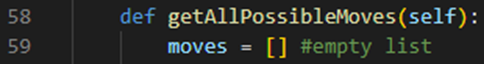 58 def getAllPossibleMoves(self):
59 moves = [] #empty list